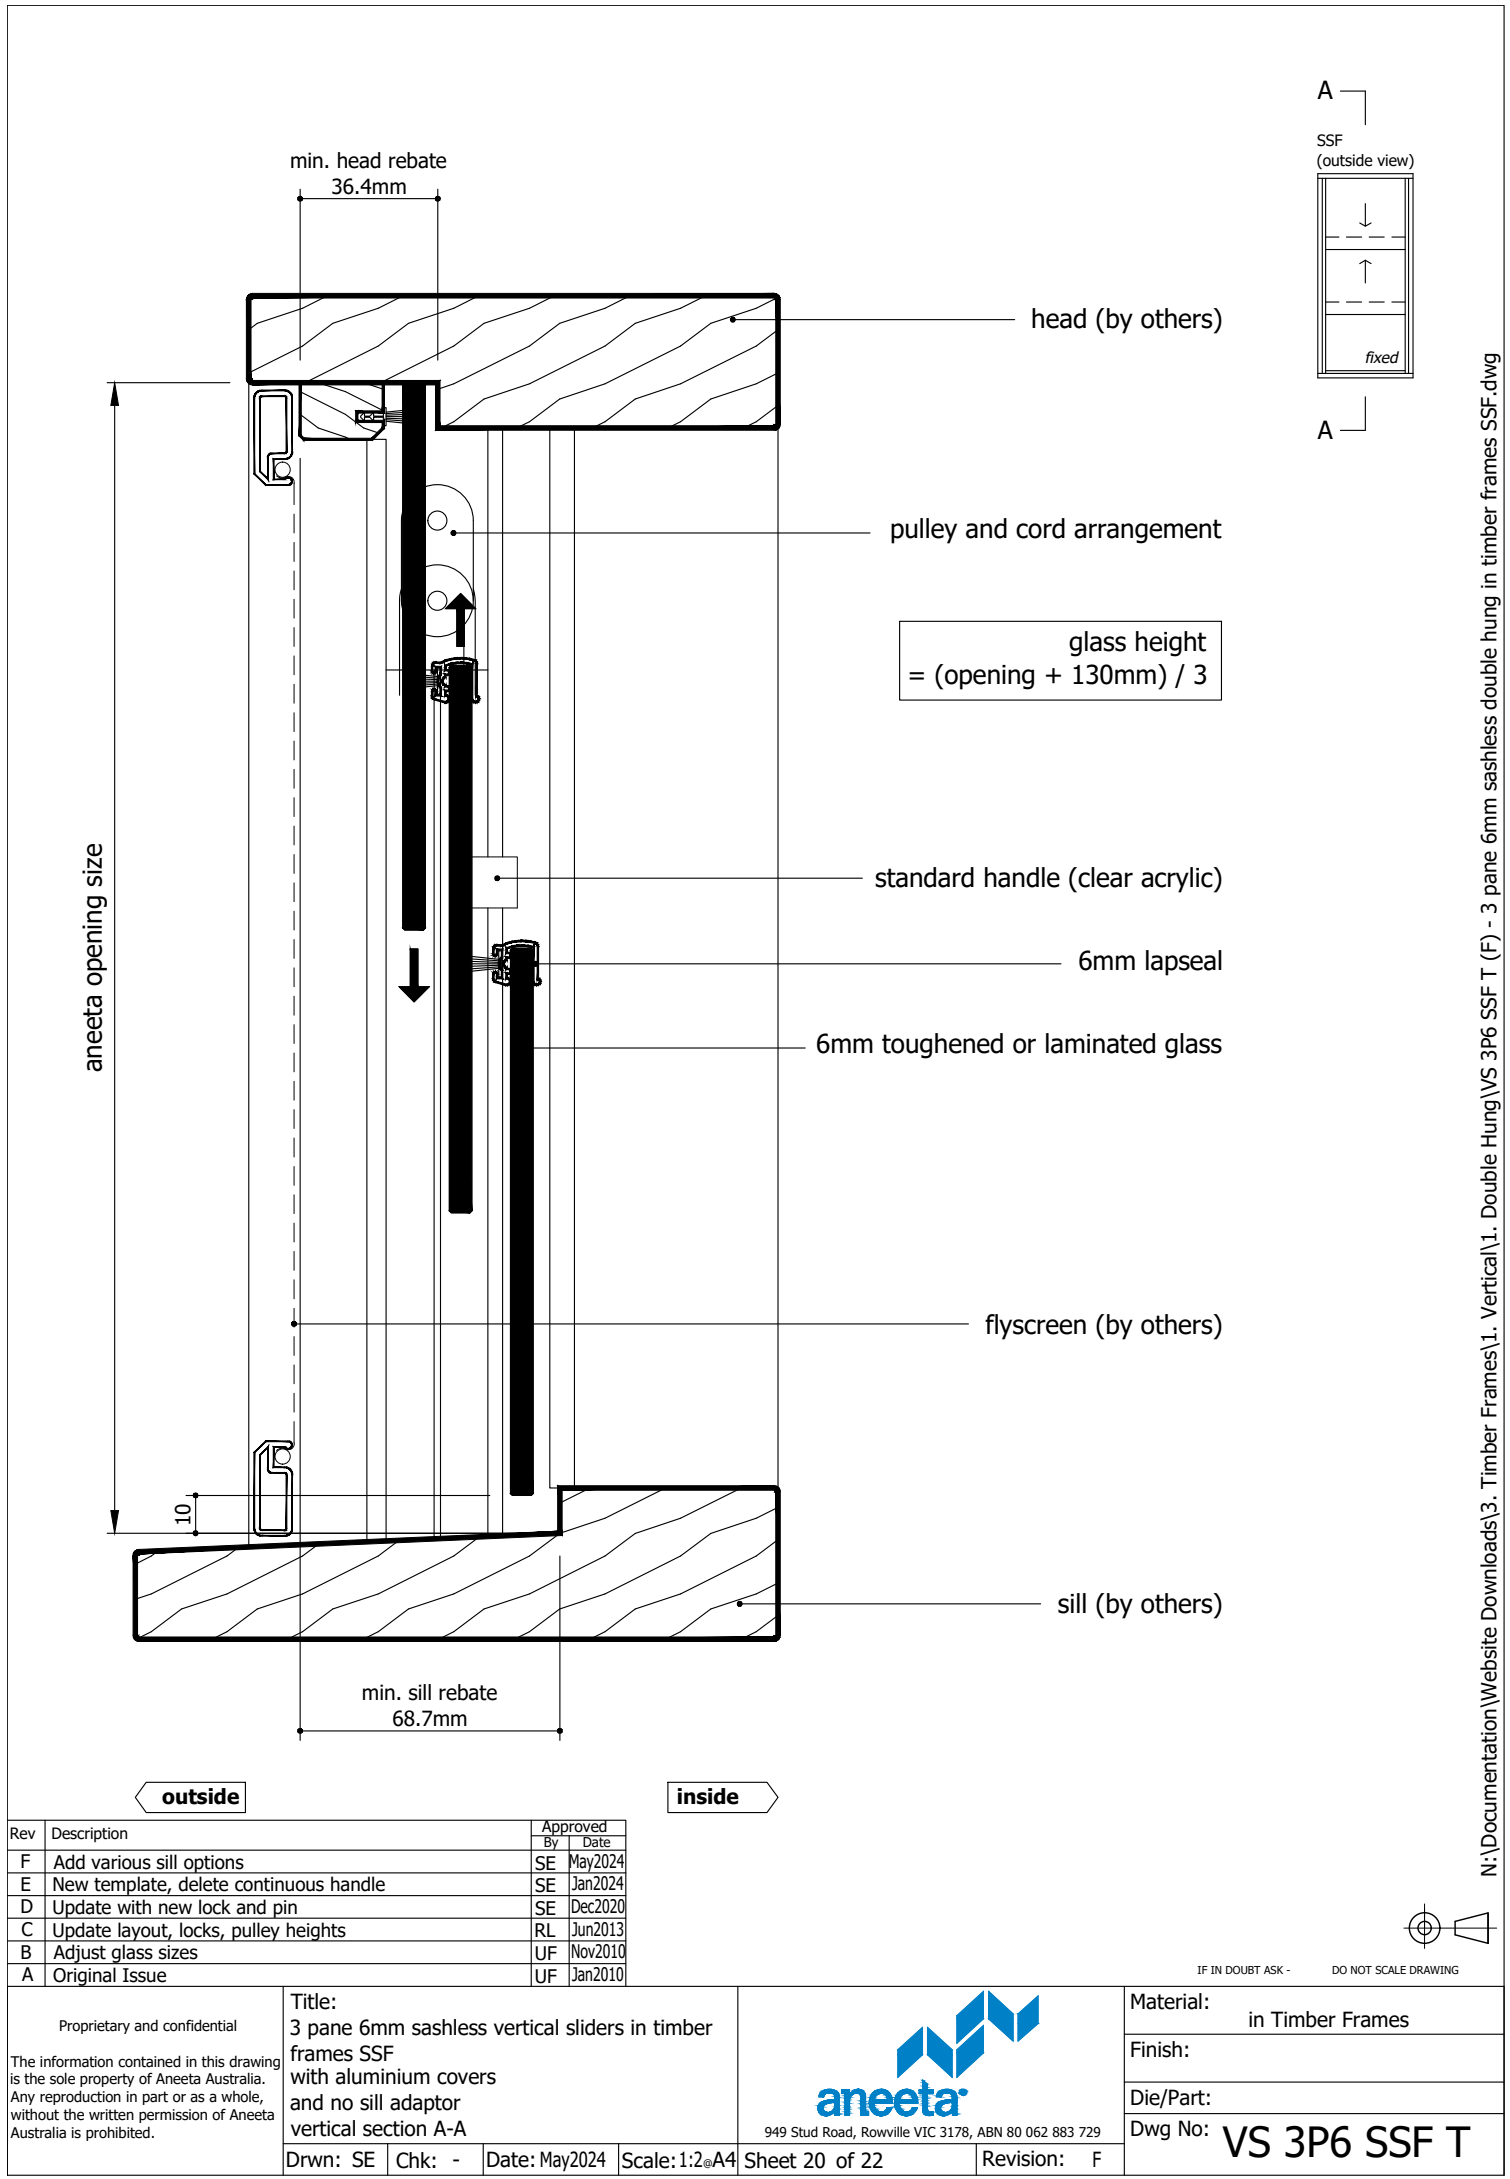 min. head rebate
36.4mm
A
SSF
(outside view)
fixed
A
head (by others)
pulley and cord arrangement
glass height
= (opening + 130mm) / 3
standard handle (clear acrylic)
6mm lapseal
6mm toughened or laminated glass
aneeta opening size
flyscreen (by others)
10
sill (by others)
min. sill rebate
68.7mm
outside
inside
N:\Documentation\Website Downloads\3. Timber Frames\1. Vertical\1. Double Hung\VS 3P6 SSF T (F) - 3 pane 6mm sashless double hung in timber frames SSF.dwg
Rev Description Approved
By Date
F Add various sill options SE May2024
E New template, delete continuous handle SE Jan2024
D Update with new lock and pin SE Dec2020
C Update layout, locks, pulley heights RL Jun2013
B Adjust glass sizes UF Nov2010
A Original Issue UF Jan2010
IF IN DOUBT ASK - DO NOT SCALE DRAWING
Proprietary and confidential
The information contained in this drawing
is the sole property of Aneeta Australia.
Any reproduction in part or as a whole,
without the written permission of Aneeta
Australia is prohibited.
Title:
3 pane 6mm sashless vertical sliders in timber
frames SSF
with aluminium covers
and no sill adaptor
vertical section A-A
Drwn: SE Chk: - Date: May2024 Scale: 1:2@A4 Sheet 20 of 22 Revision: F
aneeta
949 Stud Road, Rowville VIC 3178, ABN 80 062 883 729
Material:
in Timber Frames
Finish:
Die/Part:
Dwg No: VS 3P6 SSF T